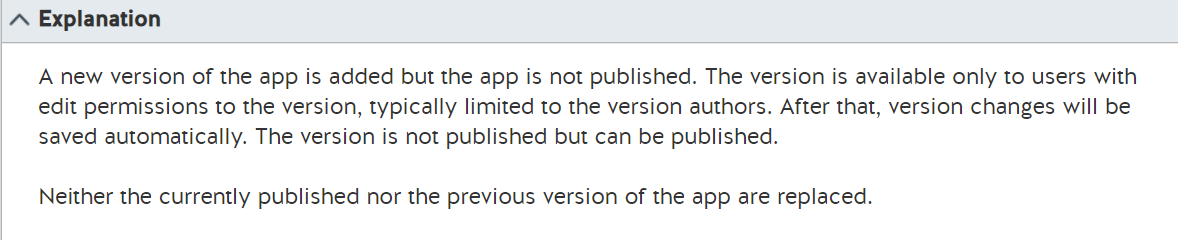 Explanation
A new version of the app is added but the app is not published. The version is available only to users with
edit permissions to the version, typically limited to the version authors. After that, version changes will be
saved automatically. The version is not published but can be published.
Neither the currently published nor the previous version of the app are replaced.